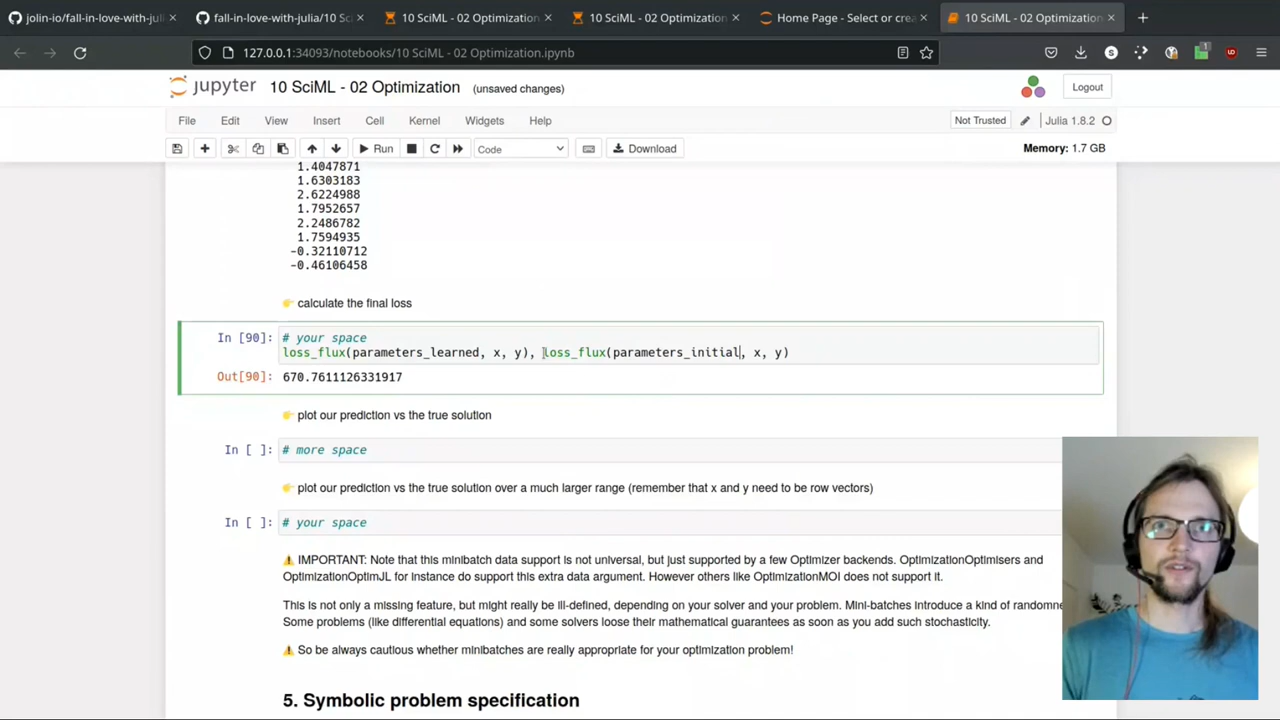 jolin-io/fall-in-love-with-juli
fall-in-love-with-julia/10 Sci
10 SciML - 02 Optimization
10 SciML - 02 Optimization
Home Page - Select or crea
10 SciML - 02 Optimization
127.0.0.1:34093/notebooks/10 SciML - 02 Optimization.ipynb
jupyter 10 SciML - 02 Optimization (unsaved changes)
Logout
File Edit View Insert Cell Kernel Widgets Help
Not Trusted
Julia 1.8.2
Run
Code
Download
Memory: 1.7 GB
1.4047871
1.6303183
2.6224988
1.7952657
2.2486782
1.7594935
-0.32110712
-0.46106458
👉 calculate the final loss
In [90]: # your space
loss_flux(parameters_learned, x, y), loss_flux(parameters_initial, x, y)
Out[90]: 670.7611126331917
👉 plot our prediction vs the true solution
In [ ]: # more space
👉 plot our prediction vs the true solution over a much larger range (remember that x and y need to be row vectors)
In [ ]: # your space
⚠️ IMPORTANT: Note that this minibatch data support is not universal, but just supported by a few Optimizer backends. OptimizationOptimisers and
OptimizationOptimJL for instance do support this extra data argument. However others like OptimizationMOI does not support it.
This is not only a missing feature, but might really be ill-defined, depending on your solver and your problem. Mini-batches introduce a kind of randomne
Some problems (like differential equations) and some solvers loose their mathematical guarantees as soon as you add such stochasticity.
⚠️ So be always cautious whether minibatches are really appropriate for your optimization problem!
5. Symbolic problem specification